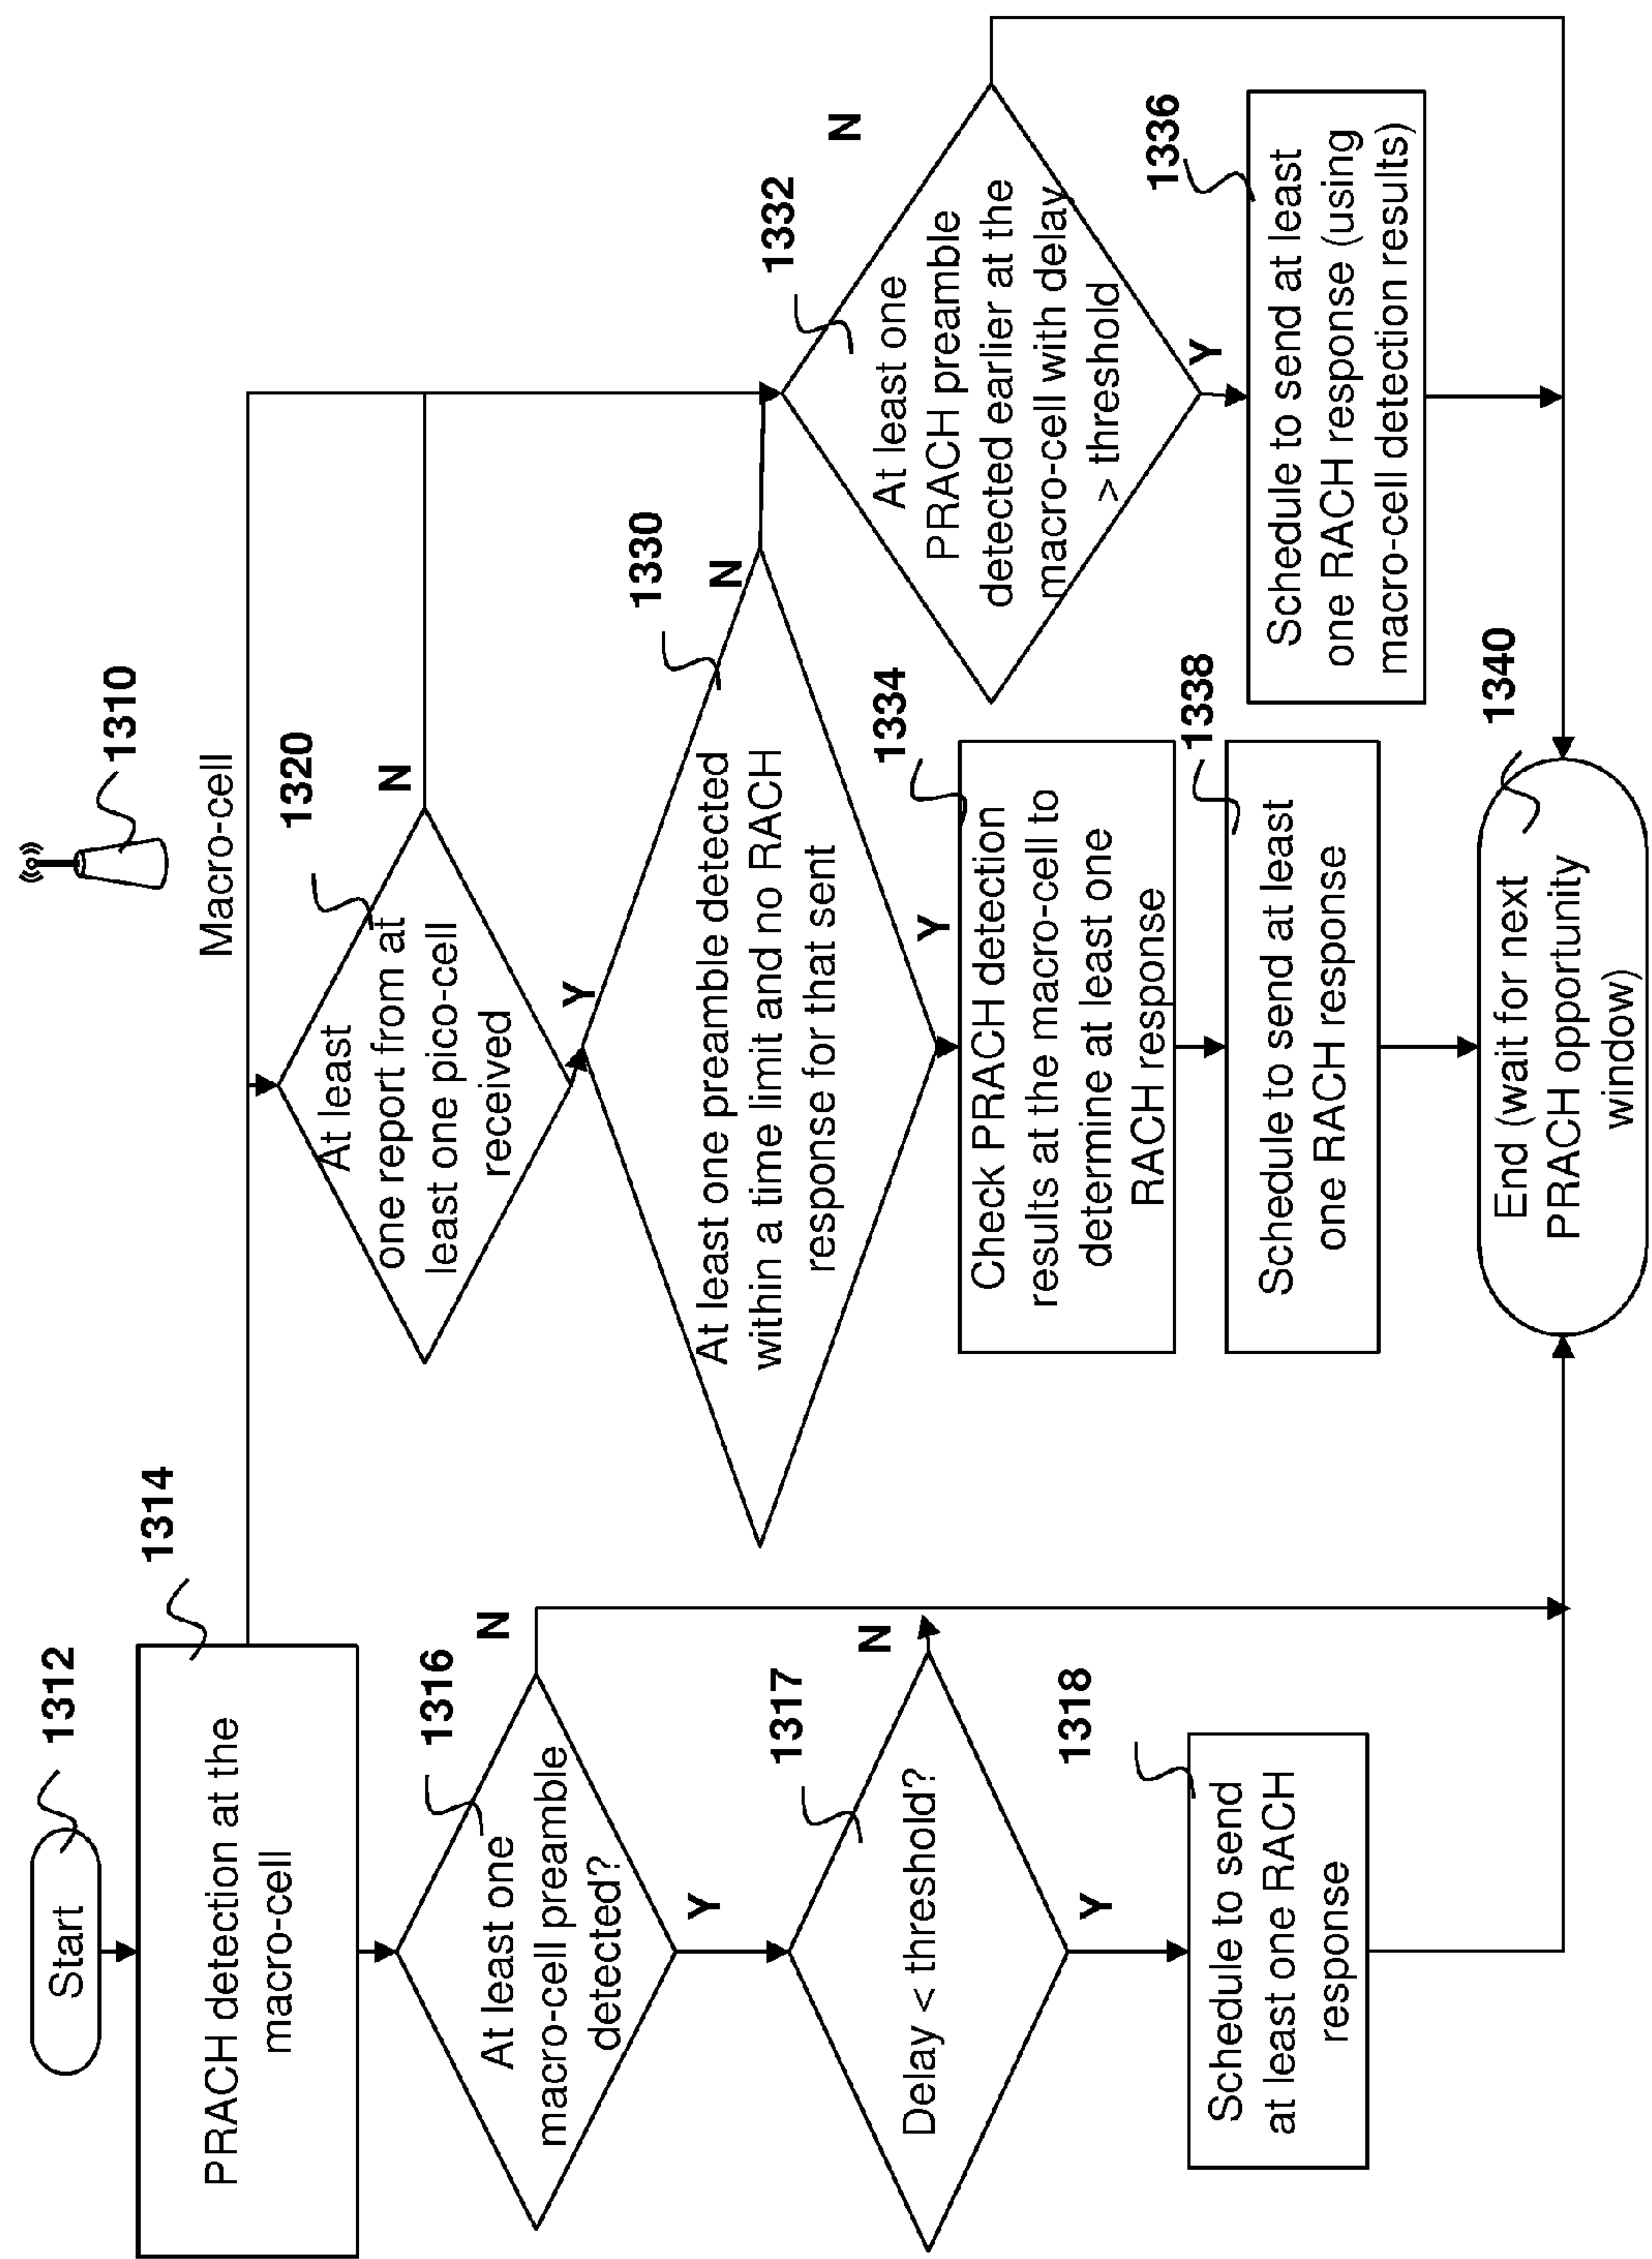 1310
Macro-cell
1312
Start
1314
PRACH detection at the
macro-cell
1316
At least one
macro-cell preamble
detected?
N
Y
1317
Delay < threshold?
N
Y
1318
Schedule to send
at least one RACH
response
1320
At least
one report from at
least one pico-cell
received
N
Y
1330
At least one preamble detected
within a time limit and no RACH
response for that sent
N
Y
1334
Check PRACH detection
results at the macro-cell to
determine at least one
RACH response
1338
Schedule to send at least
one RACH response
1332
At least one
PRACH preamble
detected earlier at the
macro-cell with delay
> threshold
N
Y
1336
Schedule to send at least
one RACH response (using
macro-cell detection results)
1340
End (wait for next
PRACH opportunity
window)